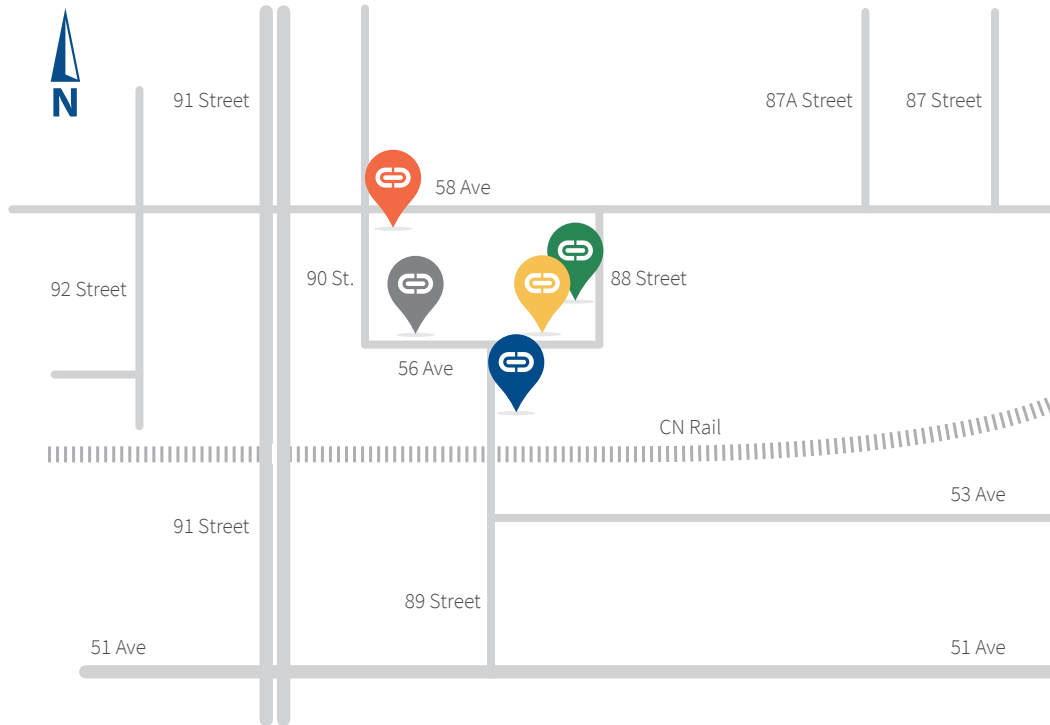 N
91 Street
87A Street
87 Street
58 Ave
90 St.
88 Street
92 Street
56 Ave
CN Rail
53 Ave
91 Street
89 Street
51 Ave
51 Ave